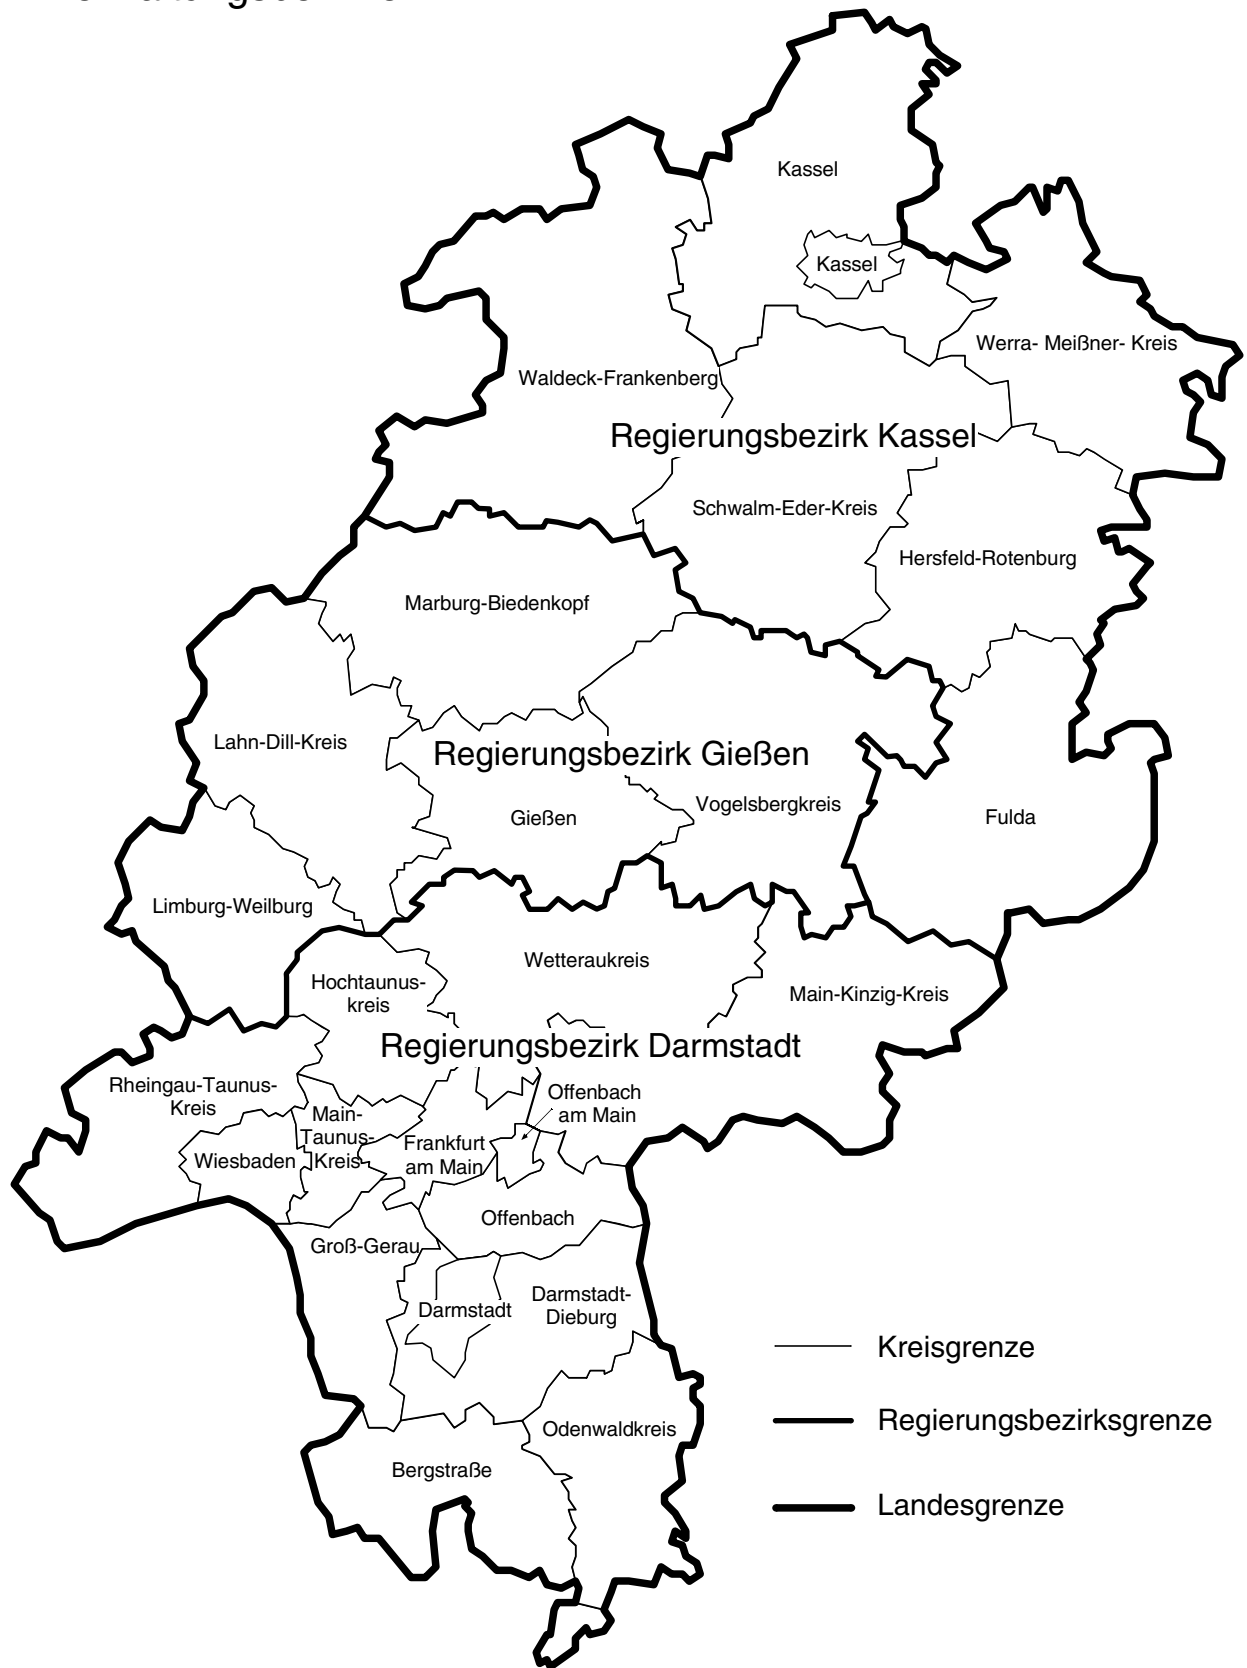 Kassel
Kassel
Werra- Meißner- Kreis
Waldeck-Frankenberg
Regierungsbezirk Kassel
Schwalm-Eder-Kreis
Hersfeld-Rotenburg
Marburg-Biedenkopf
Lahn-Dill-Kreis
Regierungsbezirk Gießen
Vogelsbergkreis
Gießen
Fulda
Limburg-Weilburg
Wetteraukreis
Hochtaunus-
kreis
Main-Kinzig-Kreis
Regierungsbezirk Darmstadt
Rheingau-Taunus-
Kreis
Offenbach
am Main
Main-
Taunus-
Kreis
Frankfurt
am Main
Wiesbaden
Offenbach
Groß-Gerau
Darmstadt
Darmstadt-
Dieburg
Kreisgrenze
Regierungsbezirksgrenze
Odenwaldkreis
Bergstraße
Landesgrenze